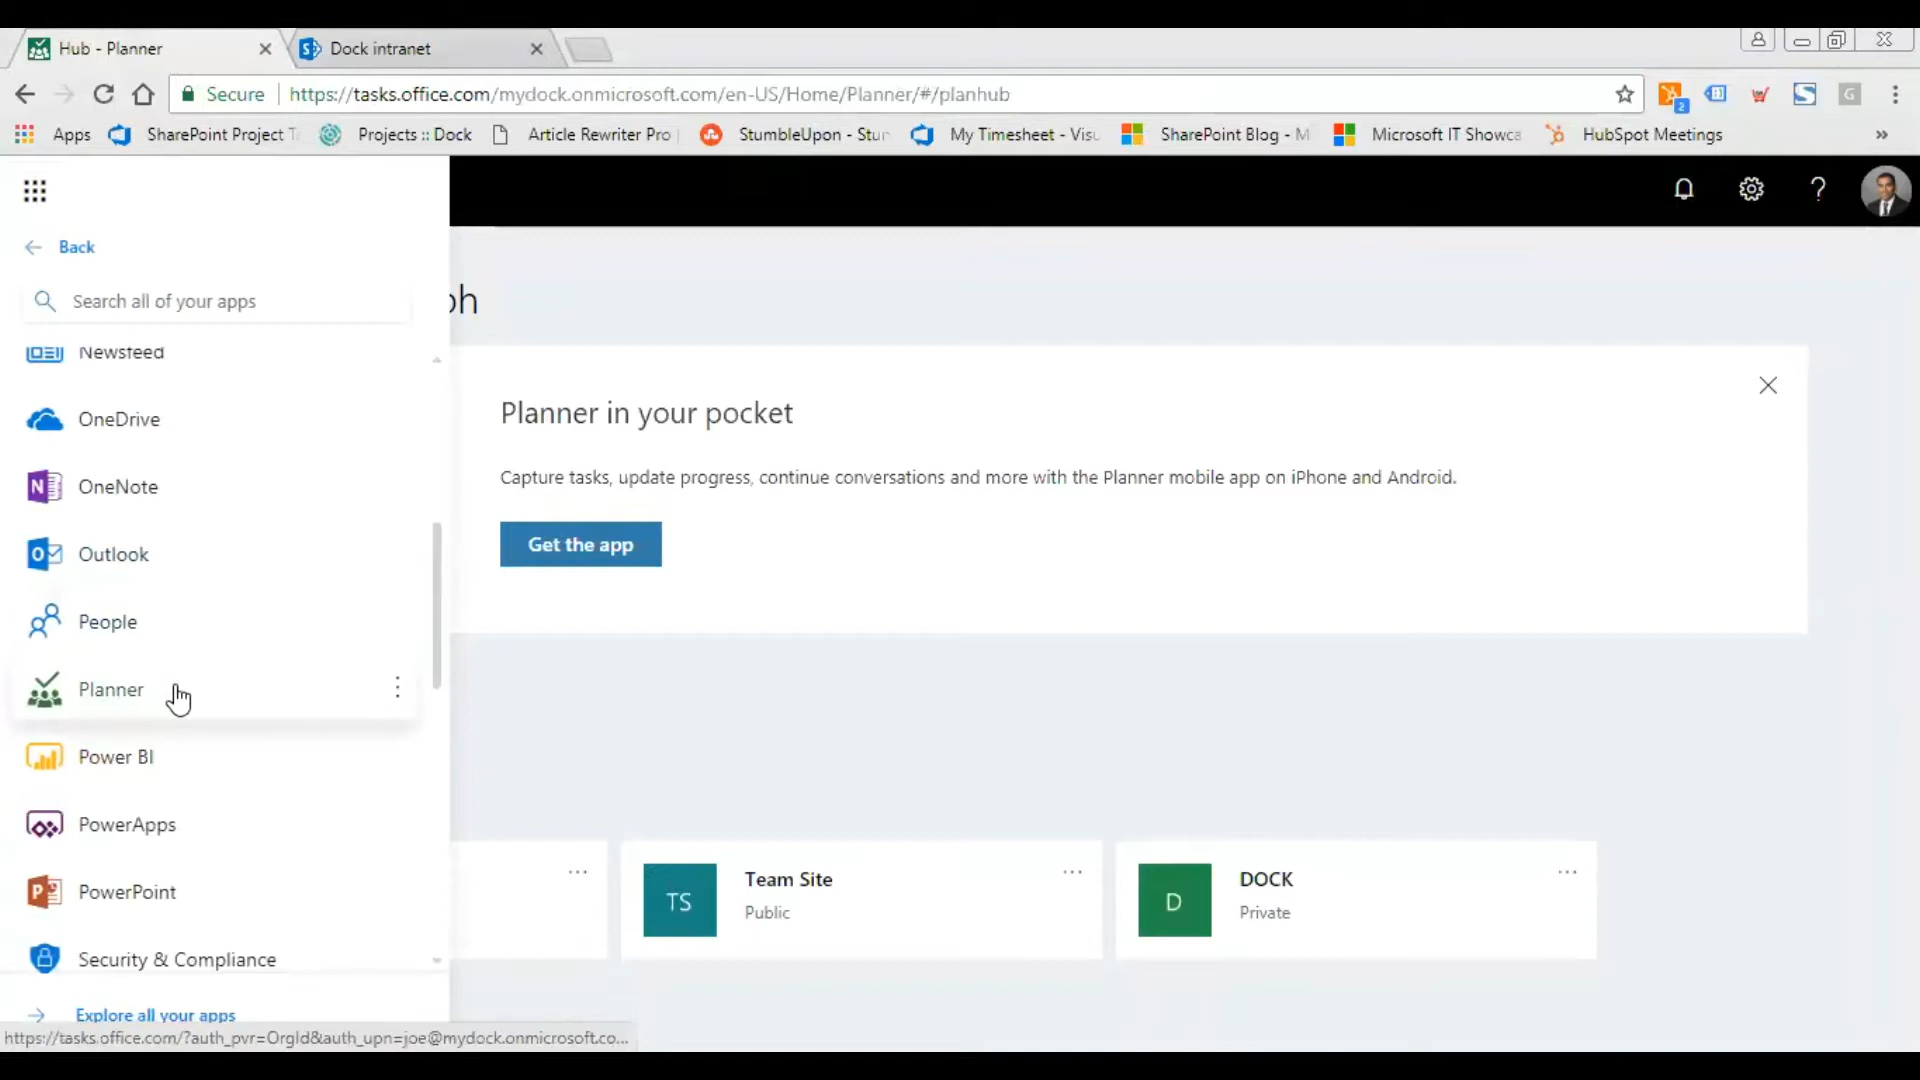 Hub - Planner
Dock intranet
Secure
https://tasks.office.com/mydock.onmicrosoft.com/en-US/Home/Planner/#/planhub
2
G
Apps
SharePoint Project T
Projects :: Dock
Article Rewriter Pro
StumbleUpon - Stu
My Timesheet - Visu
SharePoint Blog - M
Microsoft IT Showca
HubSpot Meetings
»
?
Back
Search all of your apps
ph
Newsfeed
OneDrive
OneNote
Outlook
People
Planner
Power BI
PowerApps
PowerPoint
Security & Compliance
Explore all your apps
Planner in your pocket
Capture tasks, update progress, continue conversations and more with the Planner mobile app on iPhone and Android.
Get the app
TS
Team Site
Public
D
DOCK
Private
https://tasks.office.com/?auth_pvr=OrgId&auth_upn=joe@mydock.onmicrosoft.co...